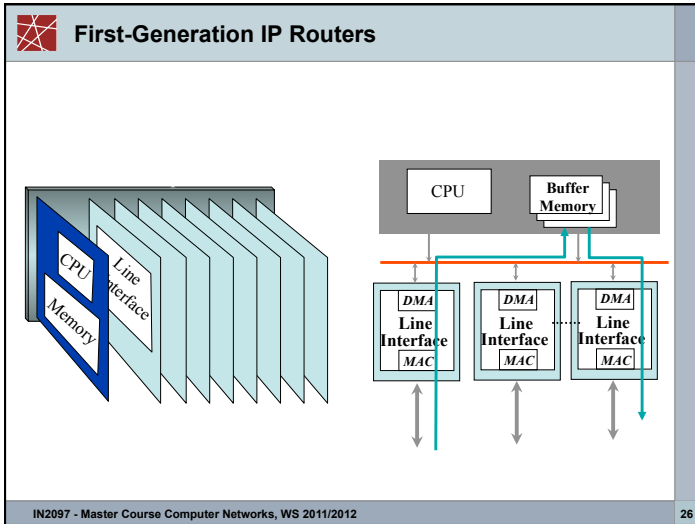 First-Generation IP Routers
CPU
Memory
Line
Interface
CPU
Buffer
Memory
DMA
Line
Interface
MAC
DMA
Line
Interface
MAC
DMA
Line
Interface
MAC
IN2097 - Master Course Computer Networks, WS 2011/2012
26